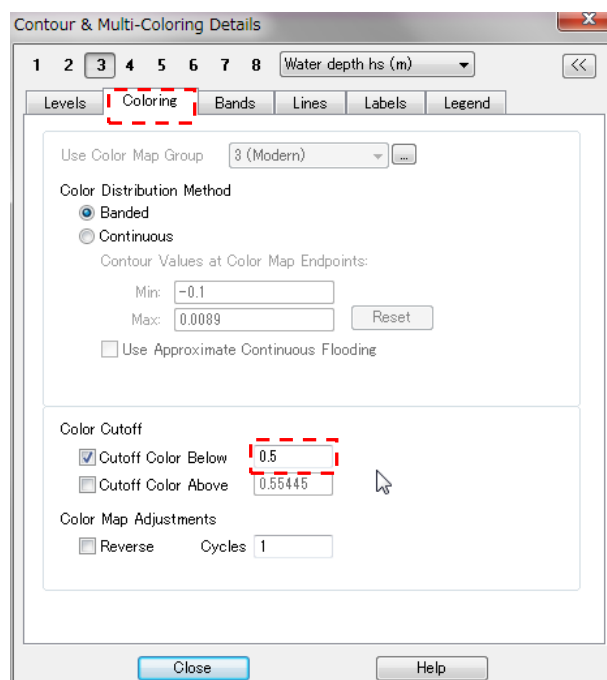 Contour & Multi-Coloring Details
1 2 3 4 5 6 7 8 Water depth hs (m)
Levels Coloring Bands Lines Labels Legend
Use Color Map Group 3 (Modern) ...
Color Distribution Method
Banded
Continuous
Contour Values at Color Map Endpoints:
Min: -0.1
Max: 0.0089 Reset
Use Approximate Continuous Flooding
Color Cutoff
Cutoff Color Below 0.5
Cutoff Color Above 0.55445
Color Map Adjustments
Reverse Cycles 1
Close Help